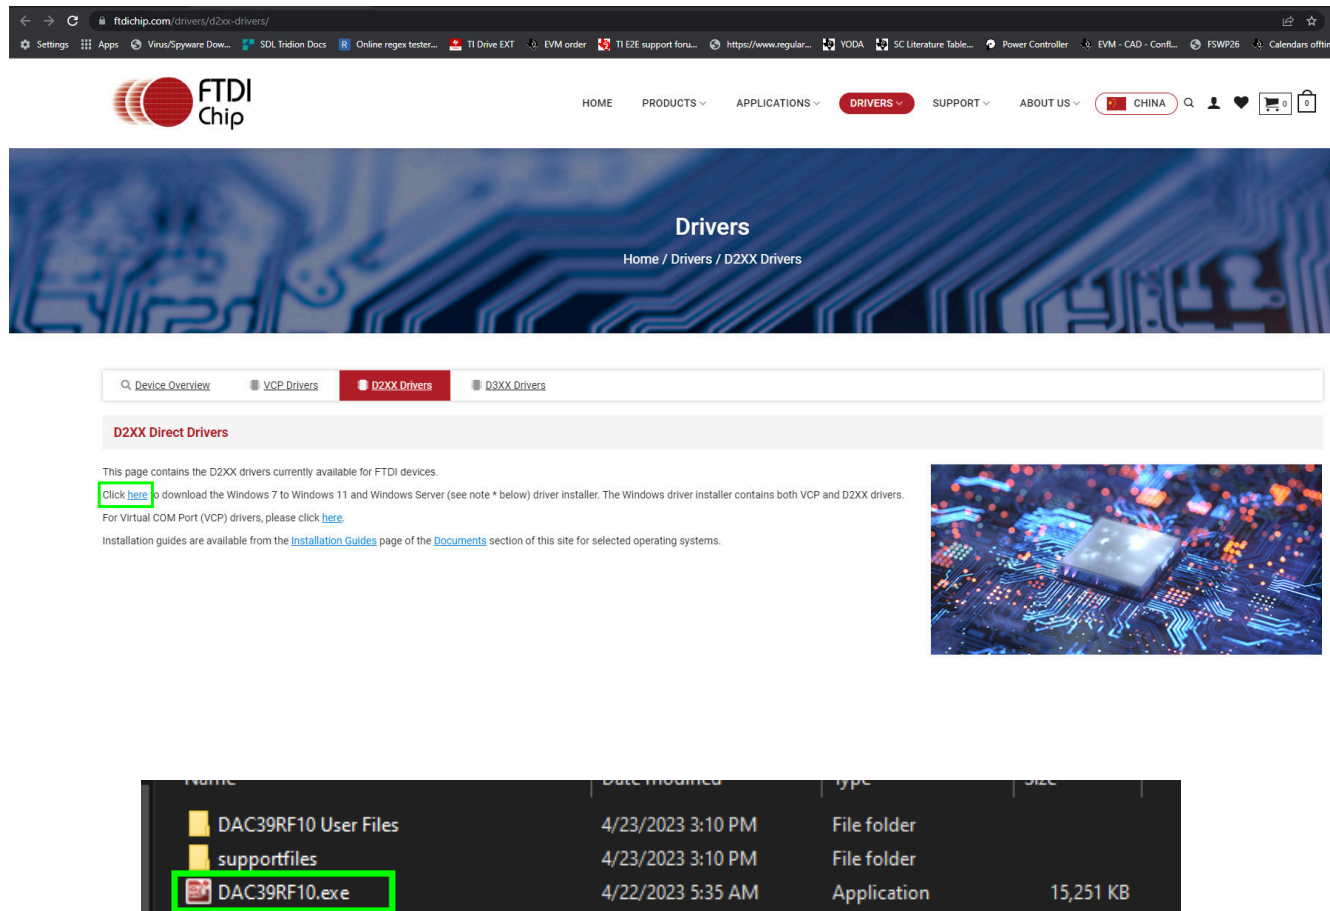 ftdichip.com/drivers/d2xx-drivers/
Settings Apps Virus/Spyware Dow... SDL Tridion Docs R Online regex tester... TI Drive EXT EVM order TI E2E support foru... https://www.regular... YODA SC Literature Table... Power Controller EVM - CAD - Confl... FSWP26 Calendars offtin
FTDI
Chip
HOME PRODUCTS APPLICATIONS DRIVERS SUPPORT ABOUT US CHINA 0 0
Drivers
Home / Drivers / D2XX Drivers
Device Overview VCP Drivers D2XX Drivers D3XX Drivers
D2XX Direct Drivers
This page contains the D2XX drivers currently available for FTDI devices.
Click here to download the Windows 7 to Windows 11 and Windows Server (see note * below) driver installer. The Windows driver installer contains both VCP and D2XX drivers.
For Virtual COM Port (VCP) drivers, please click here.
Installation guides are available from the Installation Guides page of the Documents section of this site for selected operating systems.
Name Date modified Type Size
DAC39RF10 User Files 4/23/2023 3:10 PM File folder
supportfiles 4/23/2023 3:10 PM File folder
DAC39RF10.exe 4/22/2023 5:35 AM Application 15,251 KB